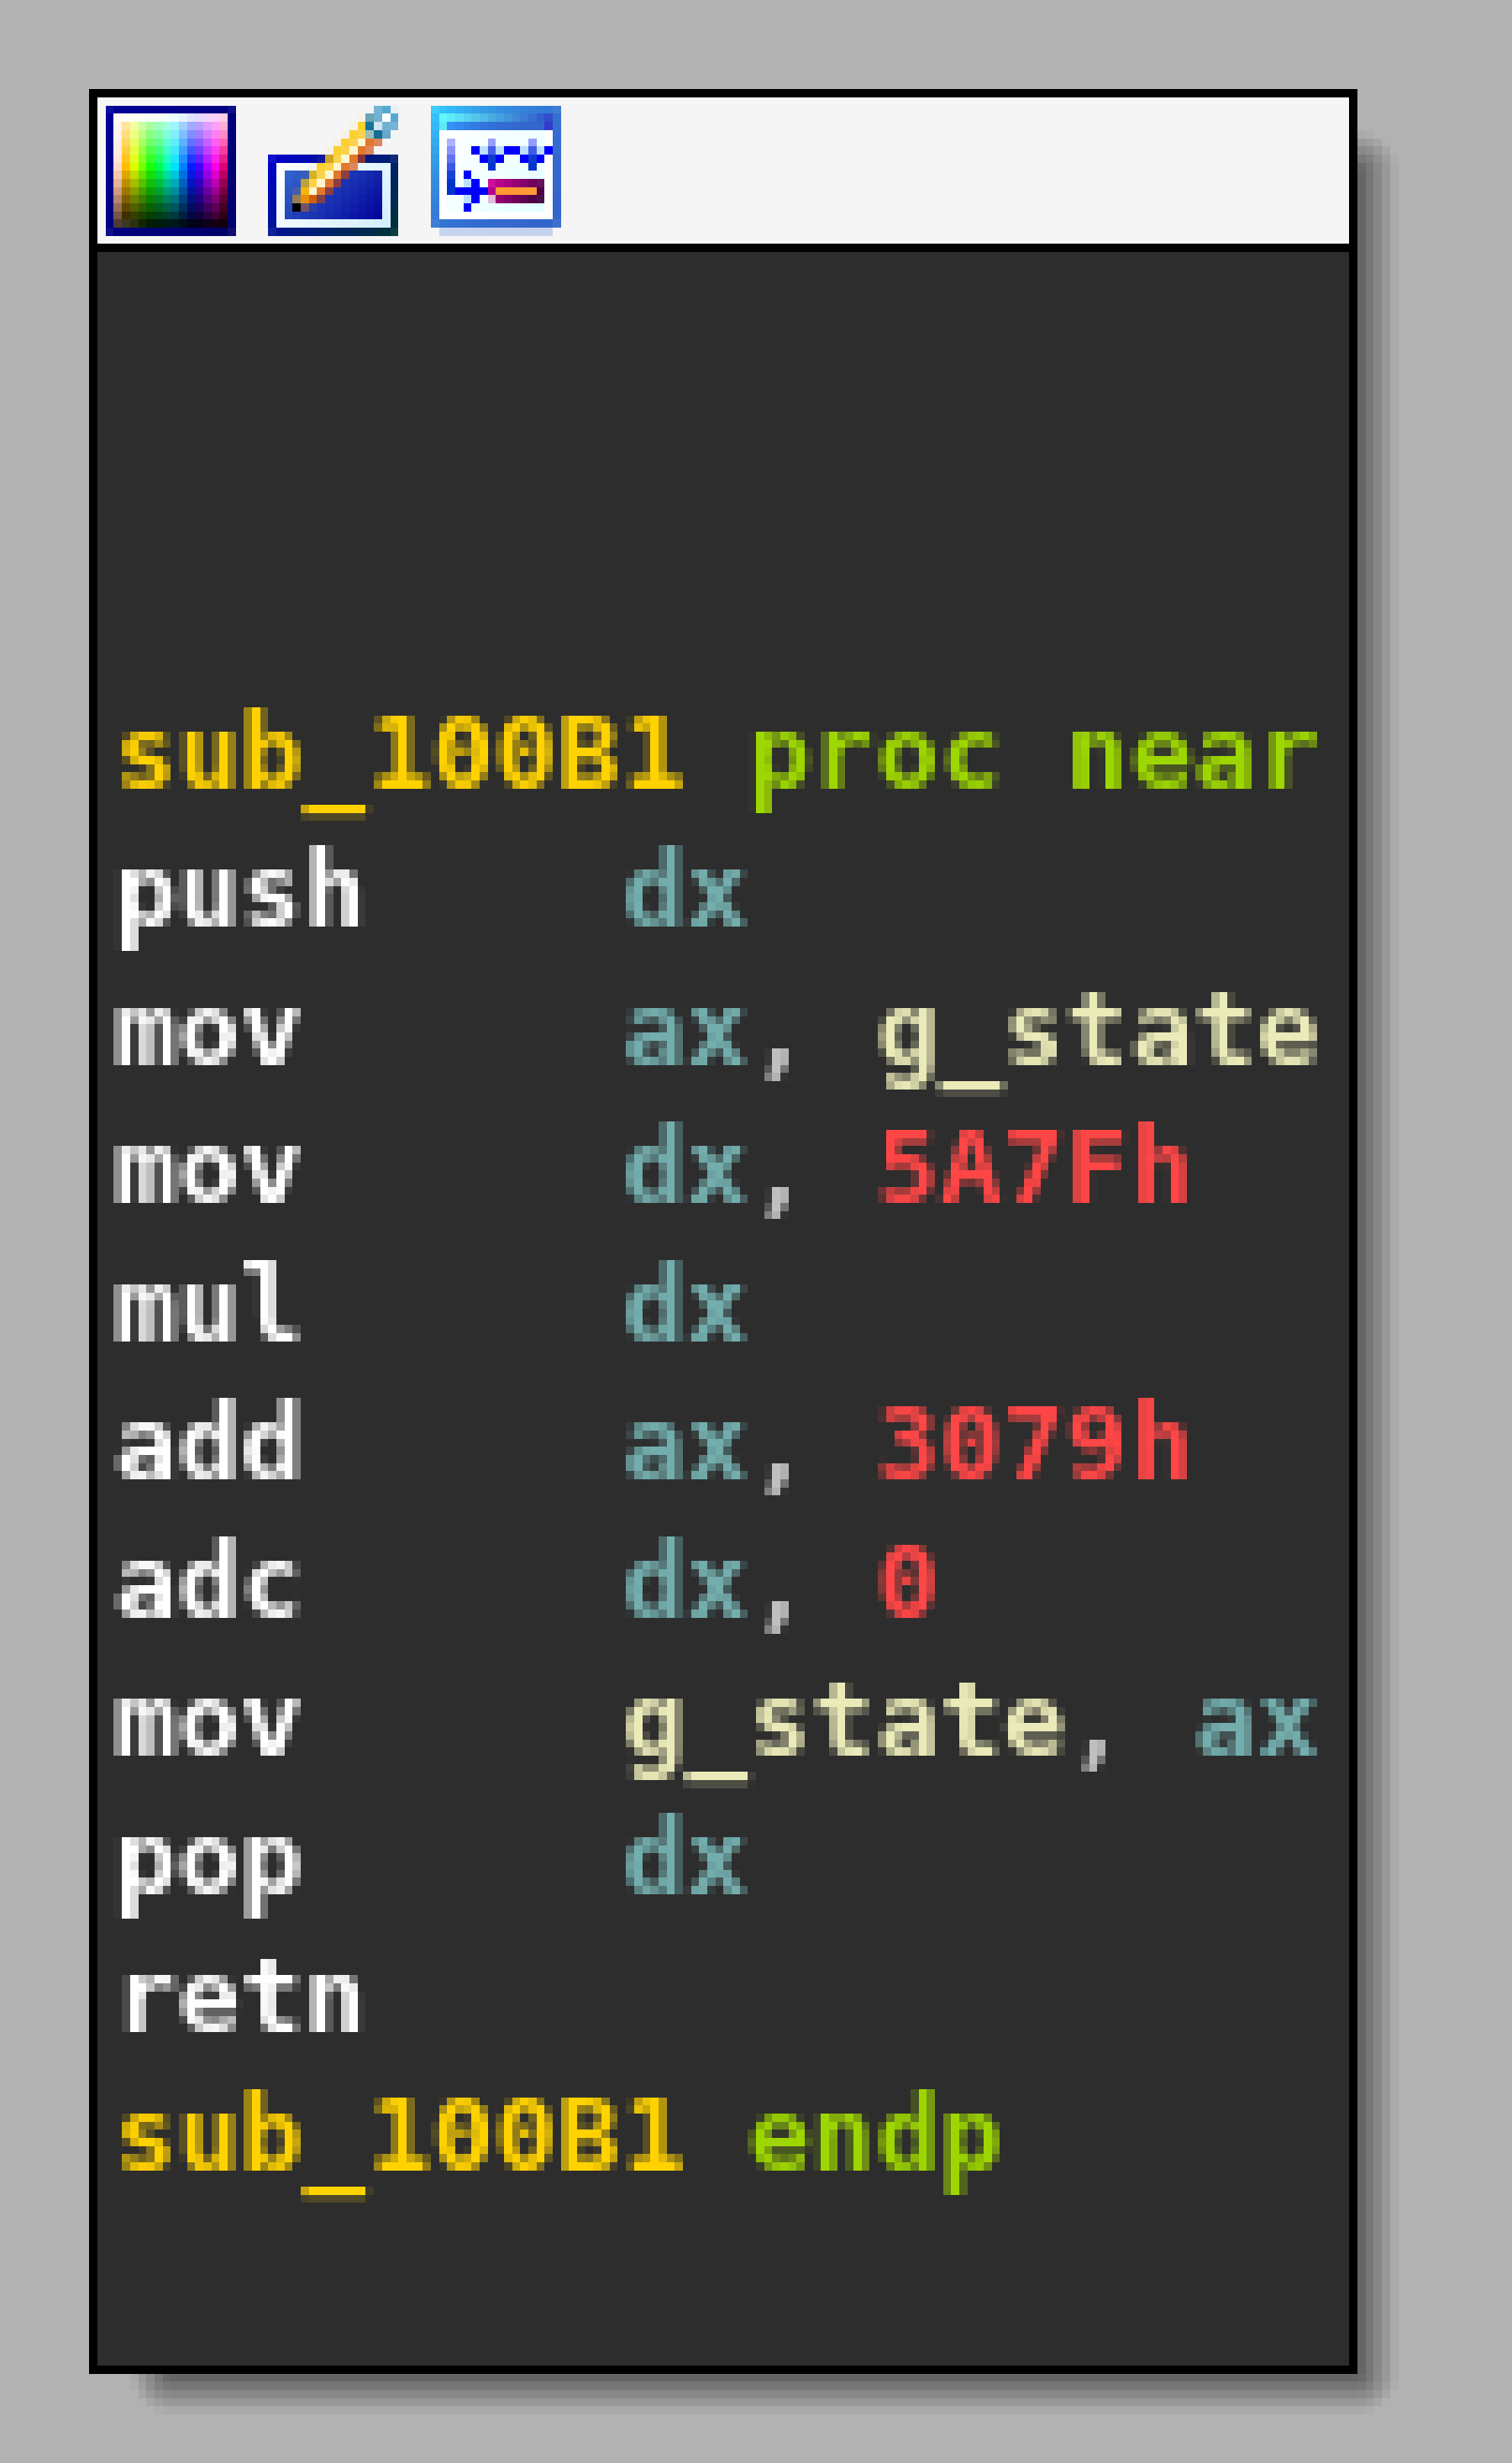 sub_100B1 proc near
push dx
mov ax, g_state
mov dx, 5A7Fh
mul dx
add ax, 3079h
adc dx, 0
mov g_state, ax
pop dx
retn
sub_100B1 endp